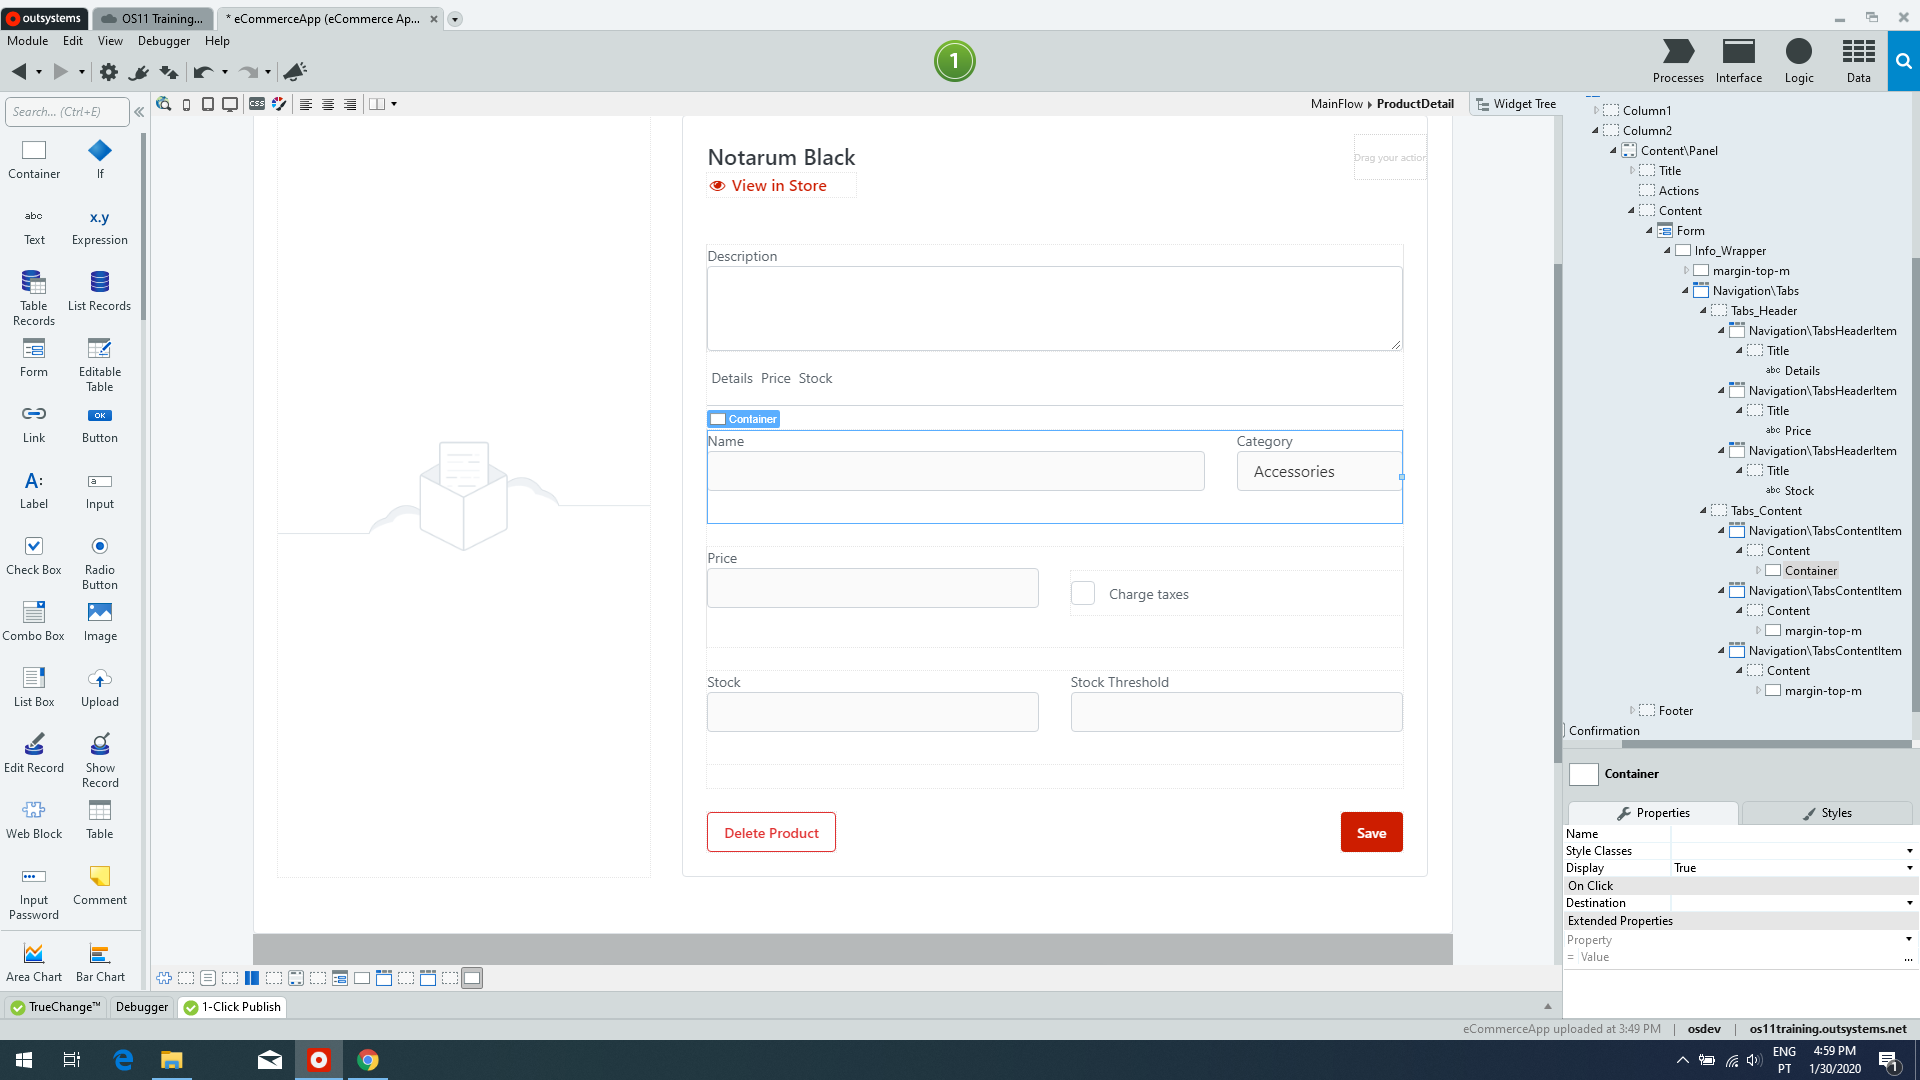 outsystems
OS11 Training...
* eCommerceApp (eCommerce Ap...
Module Edit View Debugger Help
1
Processes Interface Logic Data
Search... (Ctrl+E)
CSS
MainFlow ProductDetail
Widget Tree
Container If
abc x.y
Text Expression
Table Records List Records
Form Editable Table
OK
Link Button
A:
Label Input
Check Box Radio Button
Combo Box Image
List Box Upload
Edit Record Show Record
Web Block Table
Input Password Comment
Area Chart Bar Chart
Notarum Black
View in Store
Drag your action
Description
Details Price Stock
Container
Name Category
Accessories
Price
Charge taxes
Stock Stock Threshold
Delete Product Save
Column1
Column2
Content\Panel
Title
Actions
Content
Form
Info_Wrapper
margin-top-m
Navigation\Tabs
Tabs_Header
Navigation\TabsHeaderItem
Title
abc Details
Navigation\TabsHeaderItem
Title
abc Price
Navigation\TabsHeaderItem
Title
abc Stock
Tabs_Content
Navigation\TabsContentItem
Content
Container
Navigation\TabsContentItem
Content
margin-top-m
Navigation\TabsContentItem
Content
margin-top-m
Footer
Confirmation
Container
Properties Styles
Name
Style Classes
Display True
On Click
Destination
Extended Properties
Property
= Value ...
TrueChange™ Debugger 1-Click Publish
eCommerceApp uploaded at 3:49 PM | osdev | os11training.outsystems.net
ENG
PT
4:59 PM
1/30/2020
1